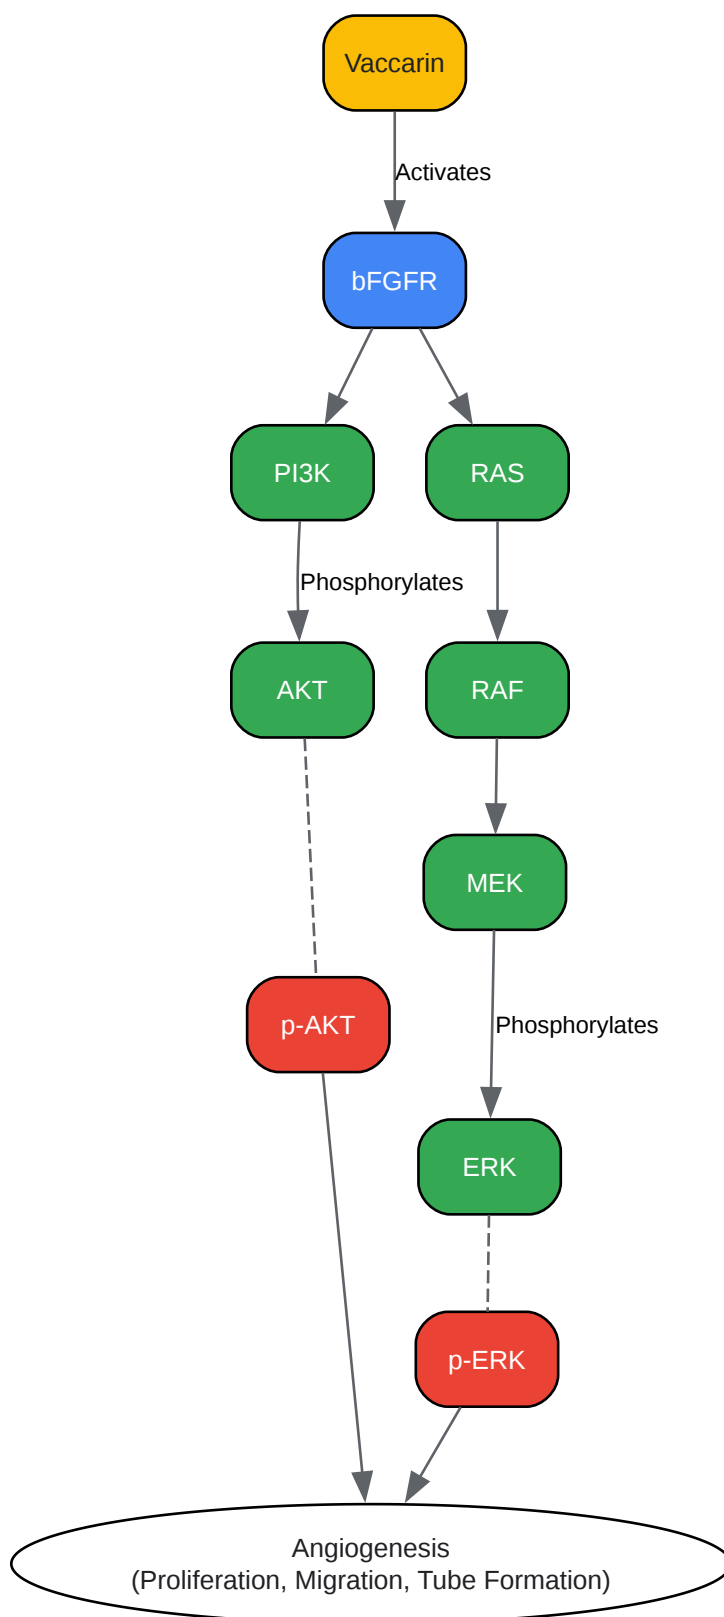 Vaccarin
Activates
bFGFR
PI3K
RAS
Phosphorylates
AKT
RAF
MEK
p-AKT
Phosphorylates
ERK
p-ERK
Angiogenesis
(Proliferation, Migration, Tube Formation)